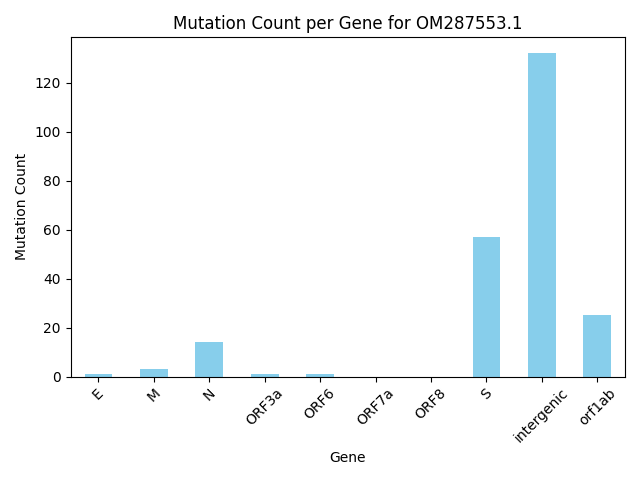 Mutation Count per Gene for OM287553.1
Mutation Count
120
100
80
60
40
20
0
E
M
N
ORF3a
ORF6
ORF7a
ORF8
S
intergenic
orf1ab
Gene